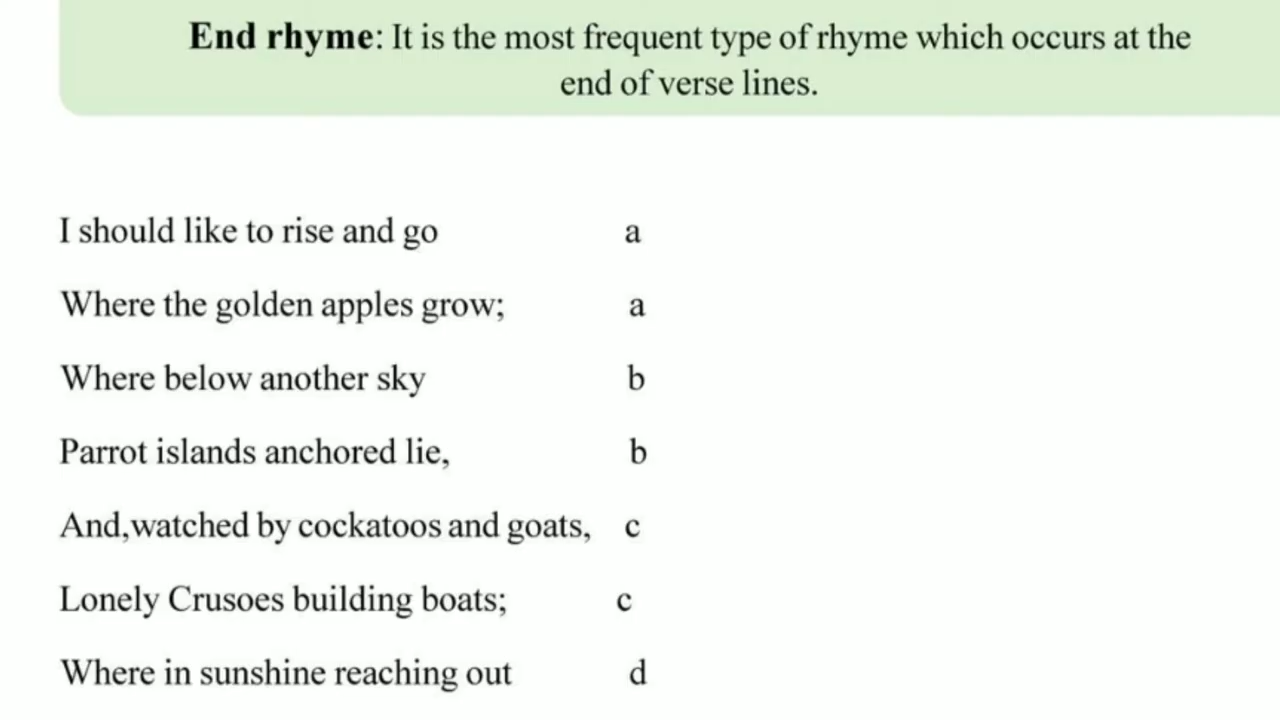 End rhyme: It is the most frequent type of rhyme which occurs at the
end of verse lines.
I should like to rise and go a
Where the golden apples grow; a
Where below another sky b
Parrot islands anchored lie, b
And,watched by cockatoos and goats, c
Lonely Crusoes building boats; c
Where in sunshine reaching out d